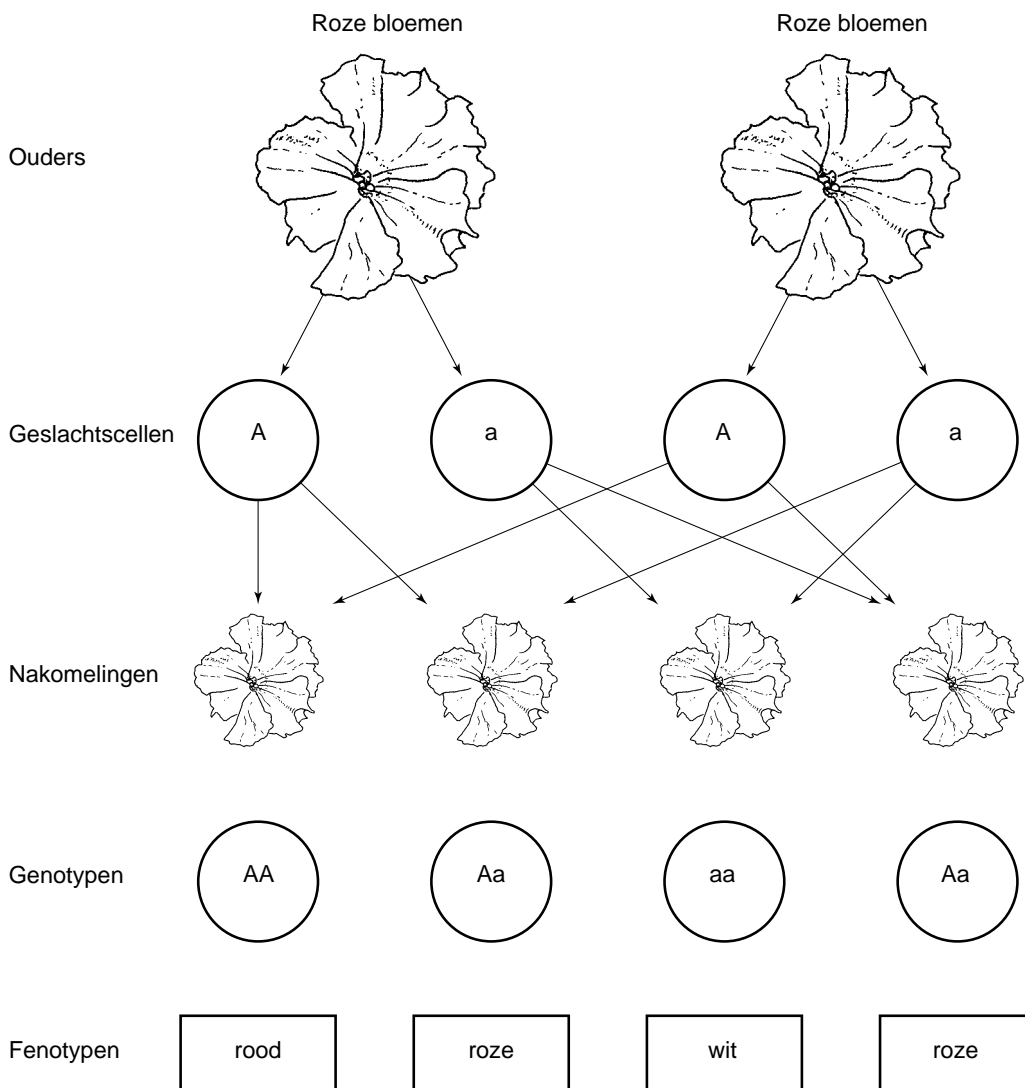 Roze bloemen Roze bloemen
Ouders
Geslachtscellen A a A a
Nakomelingen
Genotypen AA Aa aa Aa
Fenotypen rood roze wit roze